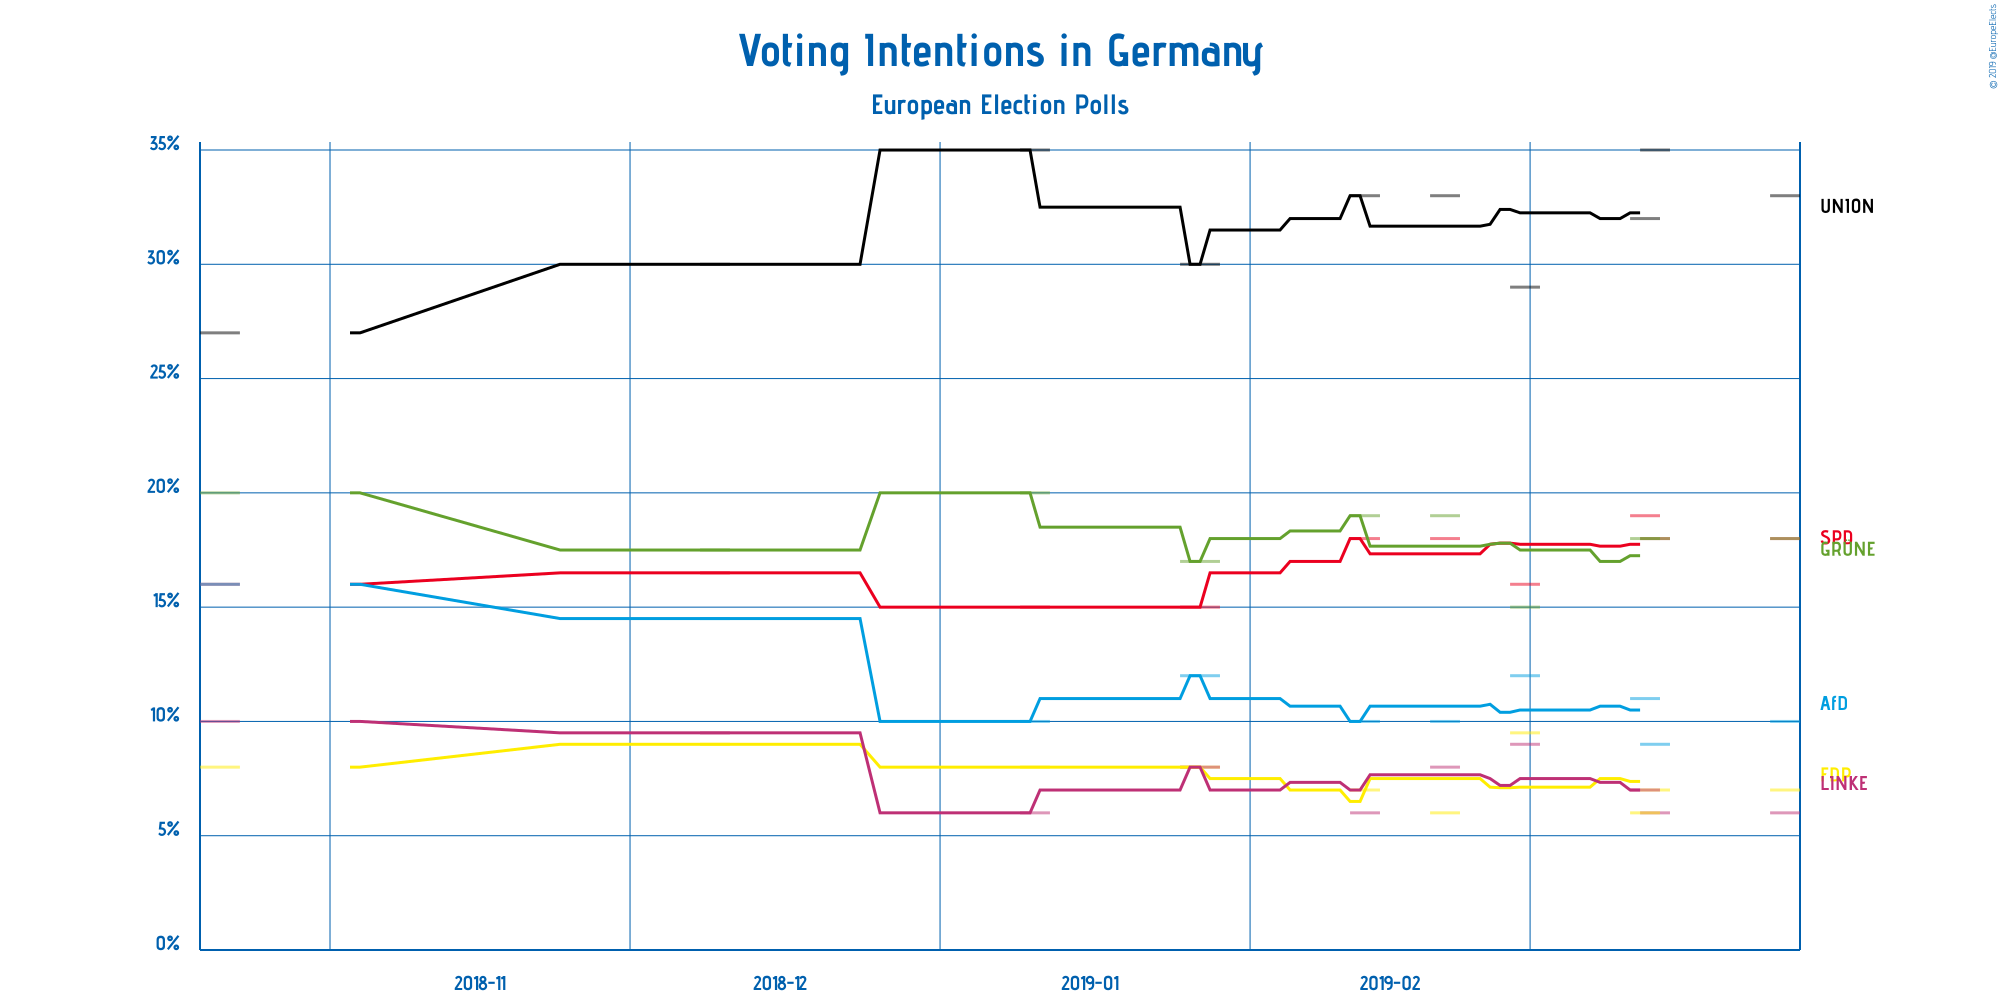 Voting Intentions in Germany
European Election Polls
© 2019 @EuropeElects
35%
30%
25%
20%
15%
10%
5%
0%
UNION
SPD
GRÜNE
AfD
FDP
LINKE
2018-11
2018-12
2019-01
2019-02